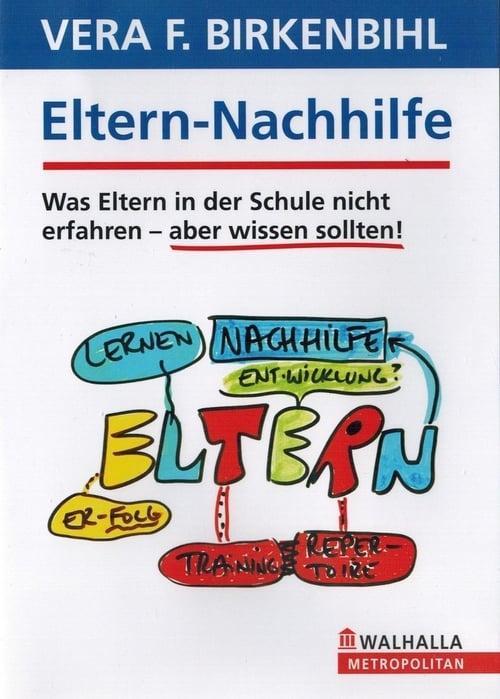 VERA F. BIRKENBIHL
Eltern-Nachhilfe
Was Eltern in der Schule nicht
erfahren – aber wissen sollten!
LERNEN
NACHHILFE
ENT·WICKLUNG?
ELTERN
ER-FOLG
TRAINING
REPER-
TOIRE
WALHALLA
METROPOLITAN